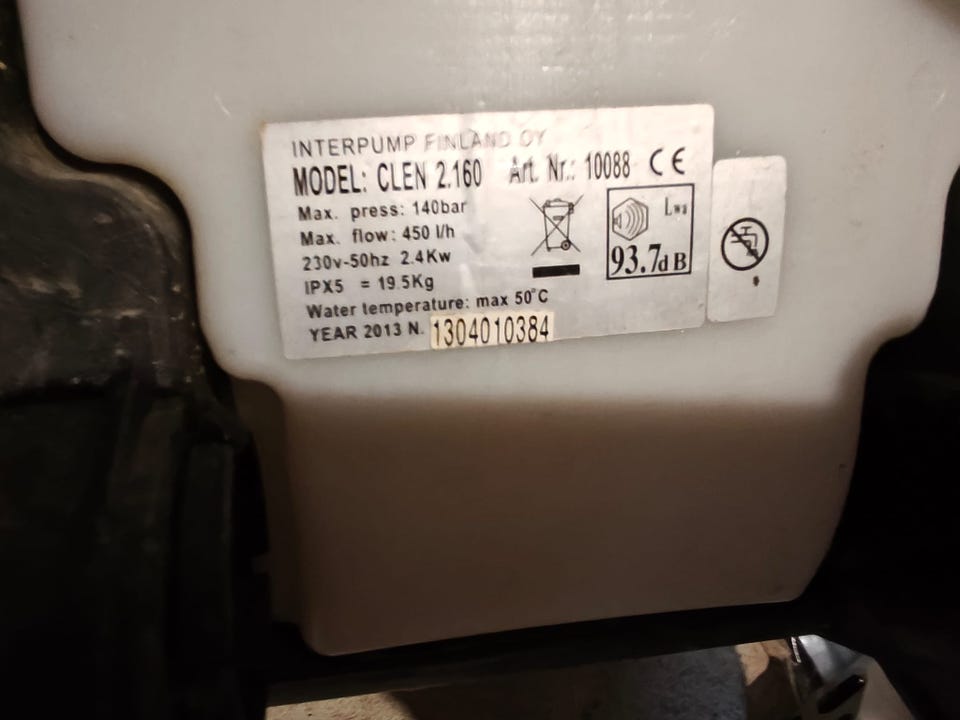 INTERPUMP FINLAND OY
MODEL: CLEN 2.160 Art. Nr.: 10088 CE
Max. press: 140bar
Max. flow: 450 l/h
230v-50hz 2.4Kw
IPX5 = 19.5Kg
Water temperature: max 50°C
YEAR 2013 N. 1304010384
LWA
93.7dB